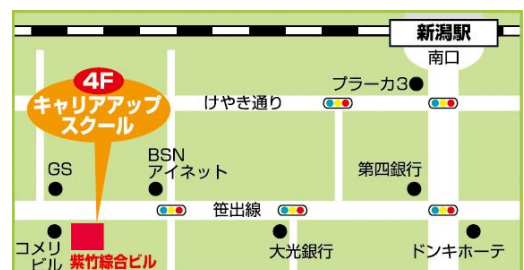 新潟駅
南口
4F
キャリアアップ
スクール
プラーカ3
けやき通り
GS
BSN
アイネット
第四銀行
笹出線
コメリ
ビル
紫竹綜合ビル
大光銀行
ドンキホーテ